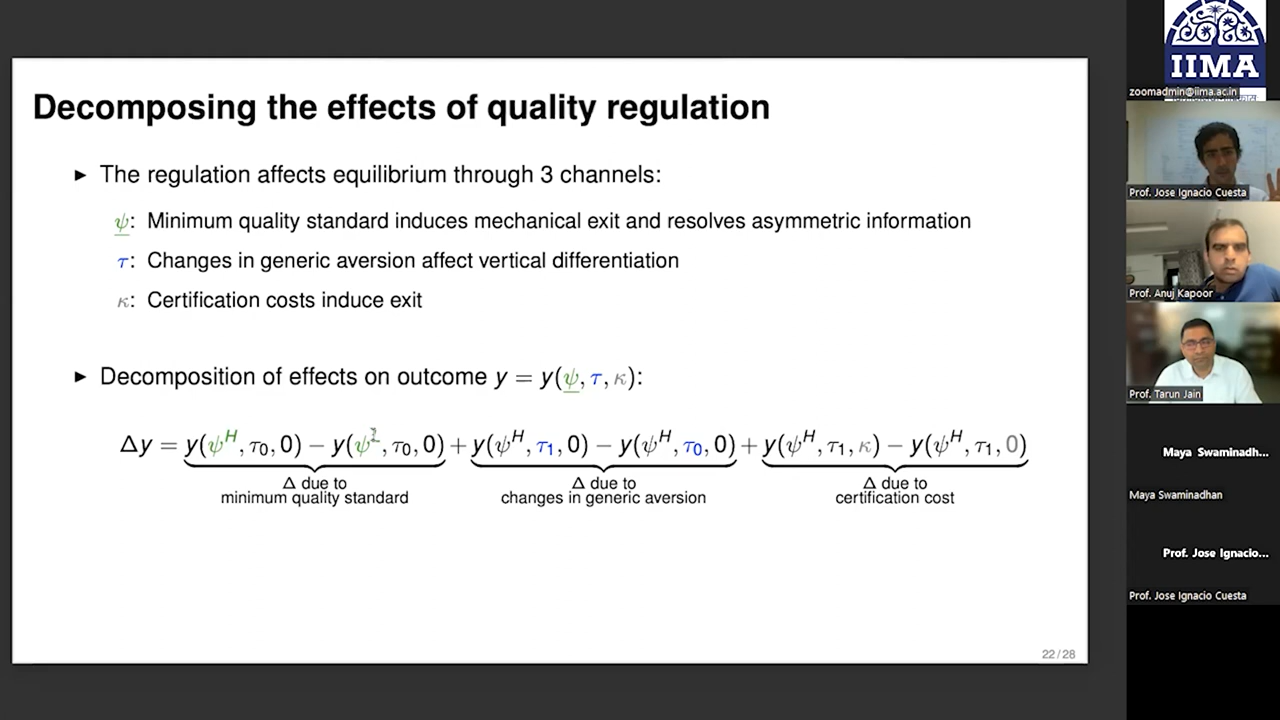 Decomposing the effects of quality regulation
► The regulation affects equilibrium through 3 channels:
ψ: Minimum quality standard induces mechanical exit and resolves asymmetric information
τ: Changes in generic aversion affect vertical differentiation
κ: Certification costs induce exit
► Decomposition of effects on outcome y = y(ψ, τ, κ):
Δy = y(ψ^H, τ₀, 0) − y(ψ^L, τ₀, 0) + y(ψ^H, τ₁, 0) − y(ψ^H, τ₀, 0) + y(ψ^H, τ₁, κ) − y(ψ^H, τ₁, 0)
Δ due to
minimum quality standard
Δ due to
changes in generic aversion
Δ due to
certification cost
22 / 28
IIMA
zoomadmin@iima.ac.in
Prof. Jose Ignacio Cuesta
Prof. Anuj Kapoor
Prof. Tarun Jain
Maya Swaminadh...
Maya Swaminadhan
Prof. Jose Ignacio...
Prof. Jose Ignacio Cuesta